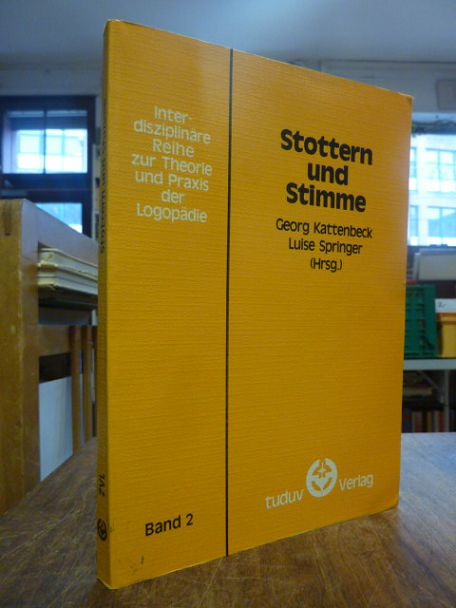 Inter-
disziplinäre
Reihe
zur Theorie
und Praxis
der
Logopädie
Band 2
Stottern
und
Stimme
Georg Kattenbeck
Luise Springer
(Hrsg.)
tuduv Verlag